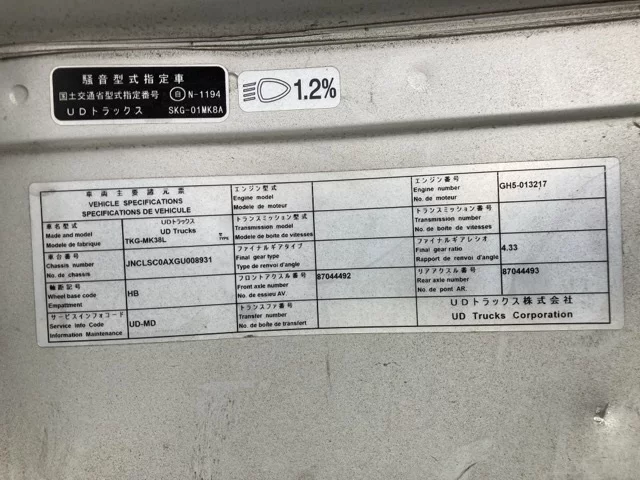 騒音型式指定車
国土交通省型式指定番号 自 N-1194
UDトラックス SKG-01MK8A
1.2%
車両主要諸元票
VEHICLE SPECIFICATIONS
SPECIFICATIONS DE VEHICULE
車名型式
Made and model
Modele de fabrique
UDトラックス
UD Trucks
TKG-MK38L
TYPE
車台番号
Chassis number
No. de chassis
JNCLSC0AXGU008931
軸距記号
Wheel base code
Empattment
HB
サービスインフォコード
Service Info Code
Information Maintenance
UD-MD
エンジン型式
Engine model
Modele de moteur
トランスミッション型式
Transmission model
Modele de boite de vitesses
ファイナルギアタイプ
Final gear type
Type de renvoi d'angle
フロントアクスル番号
Front axle number
No. de essieu AV.
87044492
トランスファ番号
Transfer number
No. de boite de transfert
エンジン番号
Engine number
No. de moteur
GH5-013217
トランスミッション番号
Transmission number
No. de boite de vitesses
ファイナルギアレシオ
Final gear ratio
Rapport de renvoi d'angle
4.33
リアアクスル番号
Rear axle number
No. de pont AR.
87044493
UDトラックス株式会社
UD Trucks Corporation